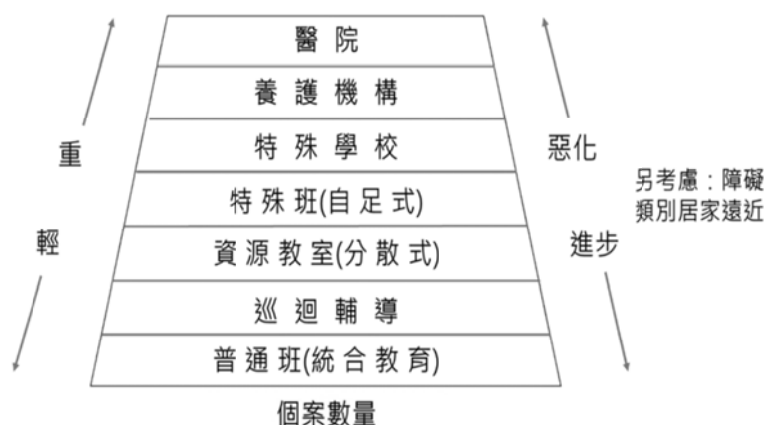 醫院
養護機構
特殊學校
重
惡化
另考慮：障礙
類別居家遠近
特殊班(自足式)
輕
資源教室(分散式)
進步
巡迴輔導
普通班(統合教育)
個案數量